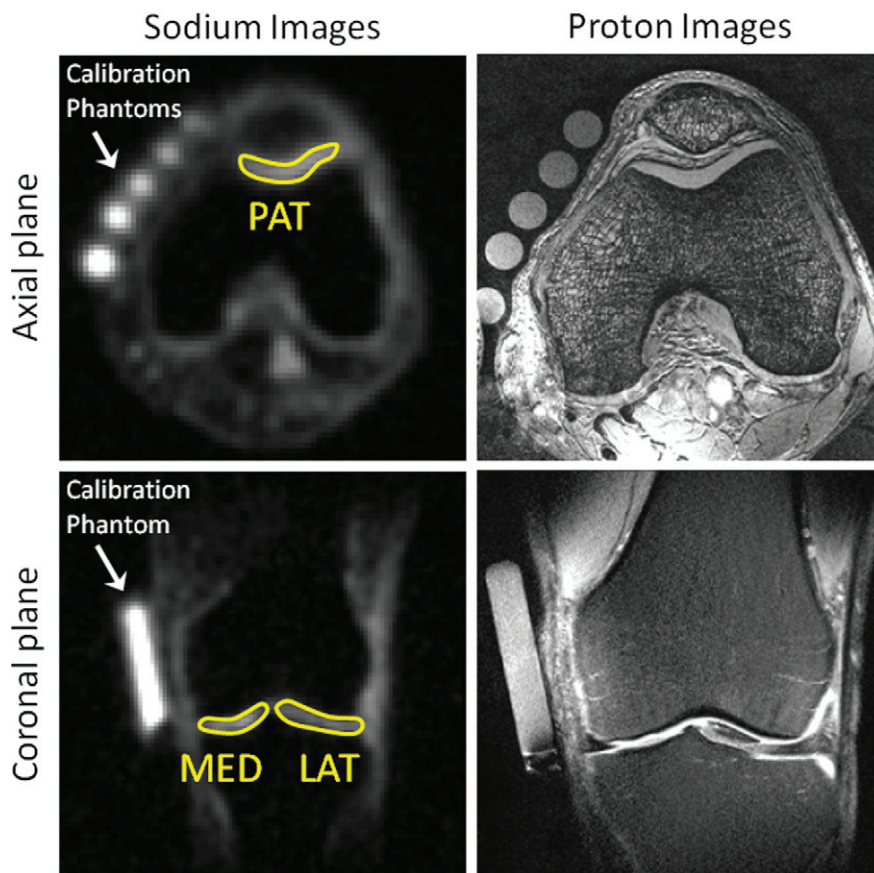 Sodium Images
Proton Images
Axial plane
Calibration
Phantoms
PAT
Coronal plane
Calibration
Phantom
MED
LAT